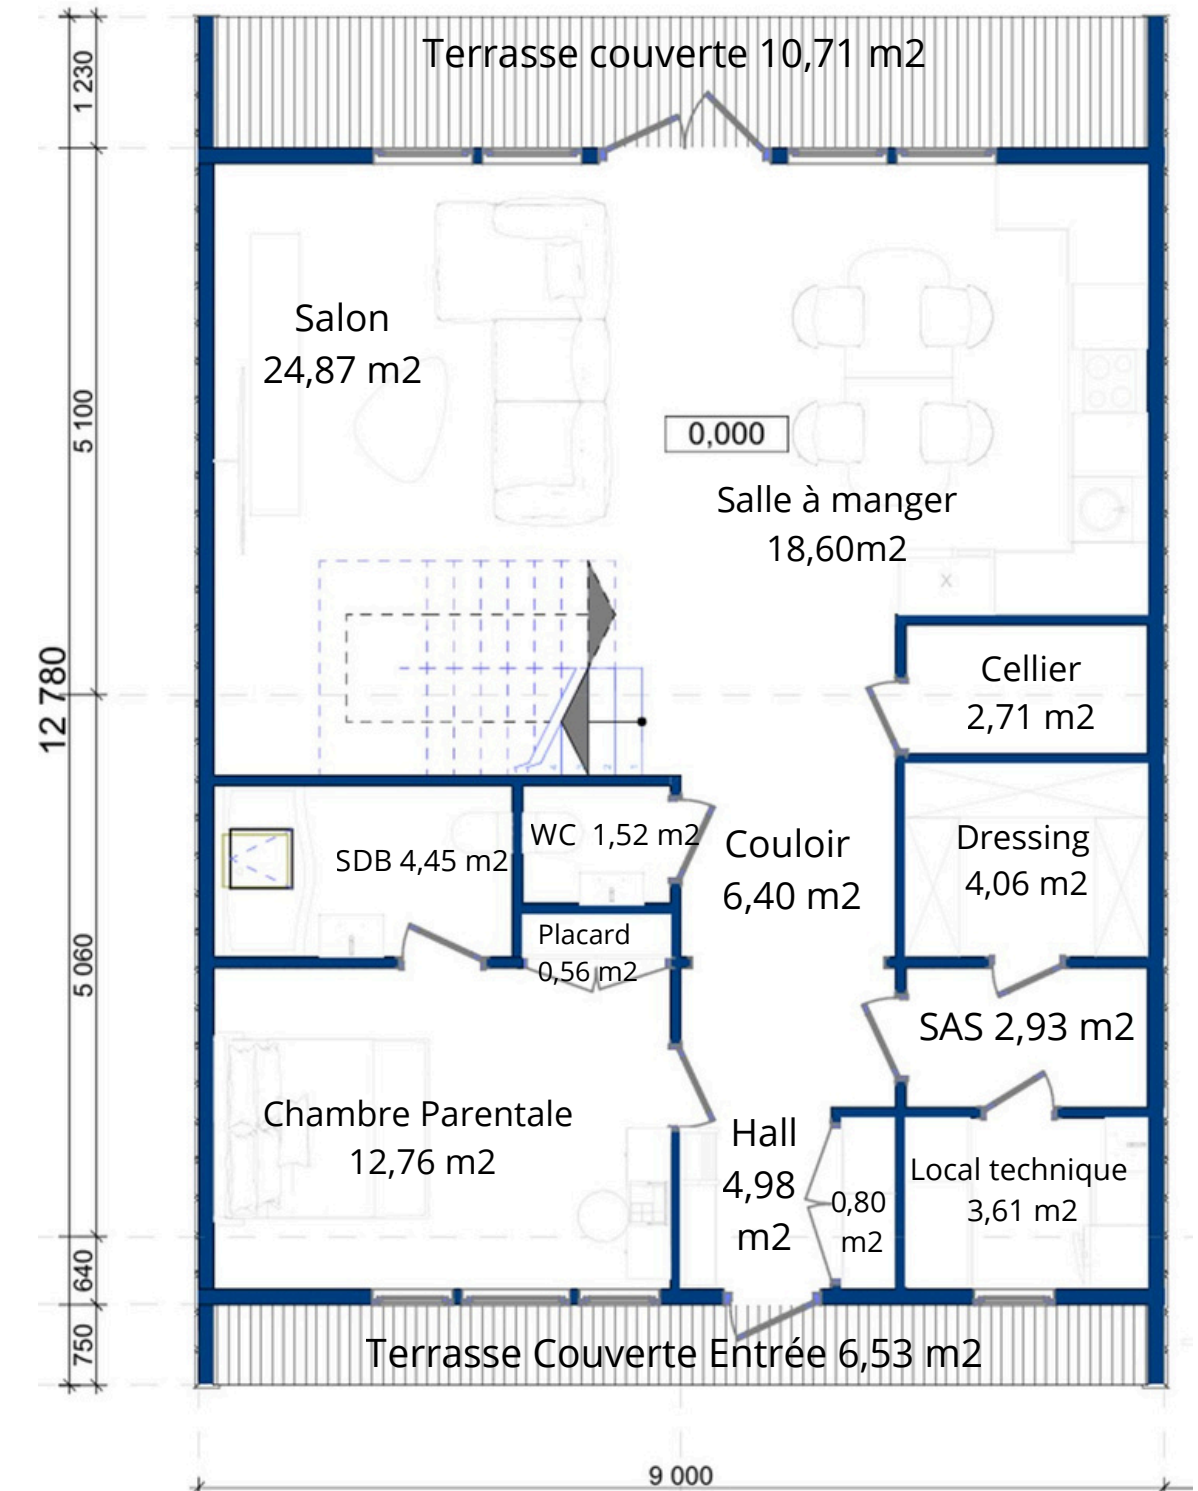 Terrasse couverte 10,71 m2
1 230
Salon
24,87 m2
5 100
0,000
Salle à manger
18,60m2
X
12 780
Cellier
2,71 m2
4
3
2
1
WC 1,52 m2
SDB 4,45 m2
Couloir
6,40 m2
Dressing
4,06 m2
Placard
0,56 m2
5 060
SAS 2,93 m2
Chambre Parentale
12,76 m2
Hall
4,98
m2
0,80
m2
Local technique
3,61 m2
640
750
Terrasse Couverte Entrée 6,53 m2
9 000